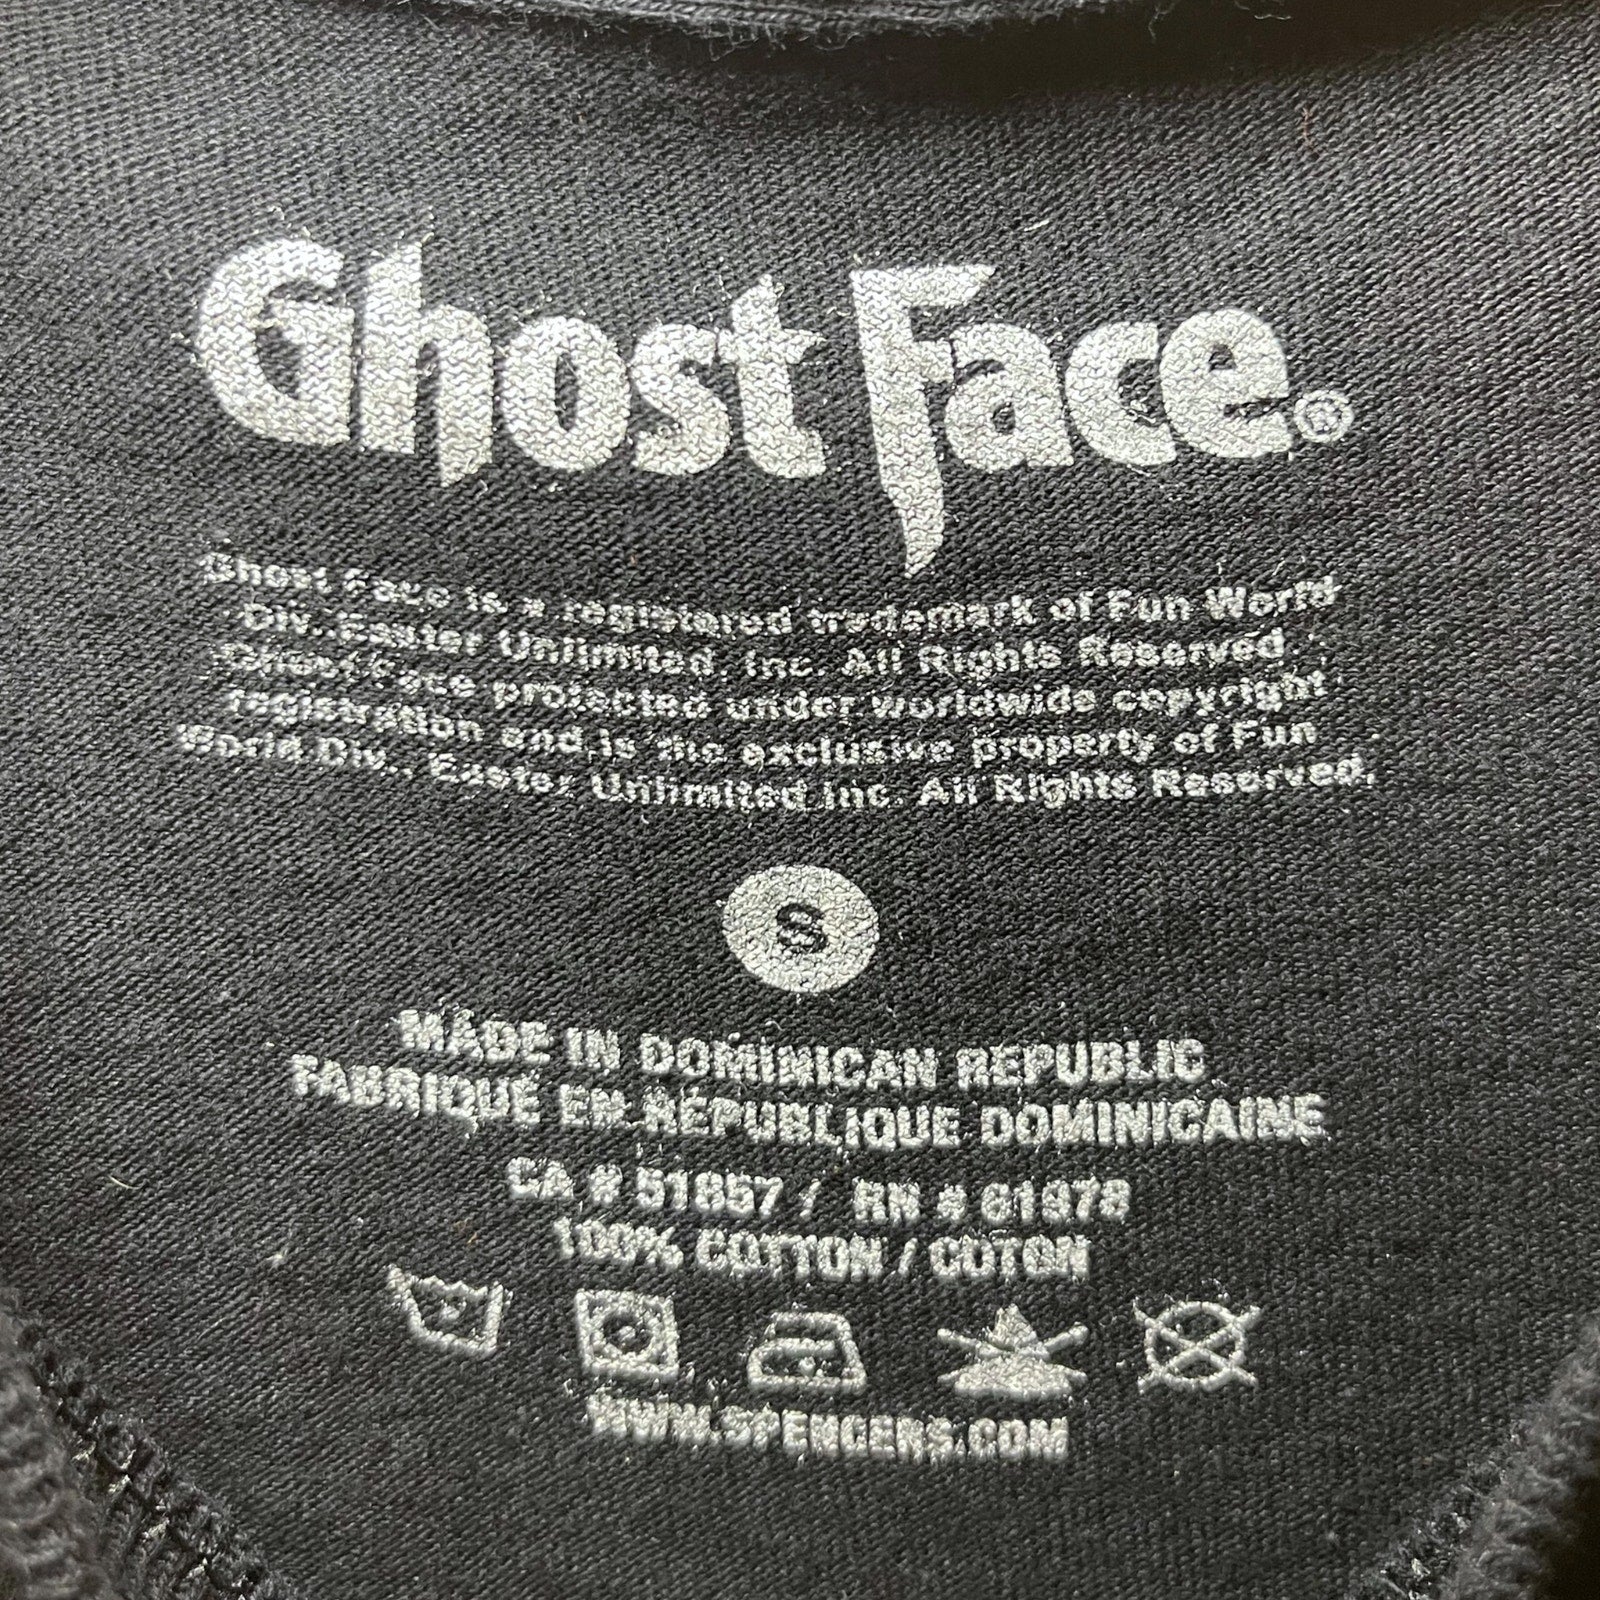 Ghost Face®
Ghost Face is a registered trademark of Fun World
Div., Easter Unlimited, Inc. All Rights Reserved.
Ghost Face protected under worldwide copyright
registration and is the exclusive property of Fun
World Div., Easter Unlimited Inc. All Rights Reserved.
S
MADE IN DOMINICAN REPUBLIC
FABRIQUÉ EN RÉPUBLIQUE DOMINICAINE
CA # 51857 / RN # 61978
100% COTTON / COTON
WWW.SPENCERS.COM